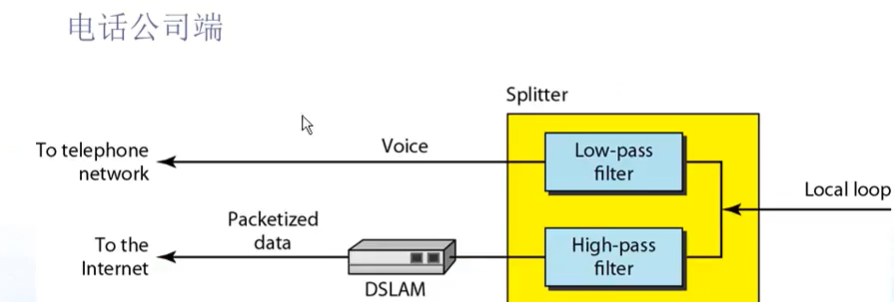 电话公司端
Splitter
To telephone
network
Voice
Low-pass
filter
Local loop
Packetized
data
To the
Internet
High-pass
filter
DSLAM